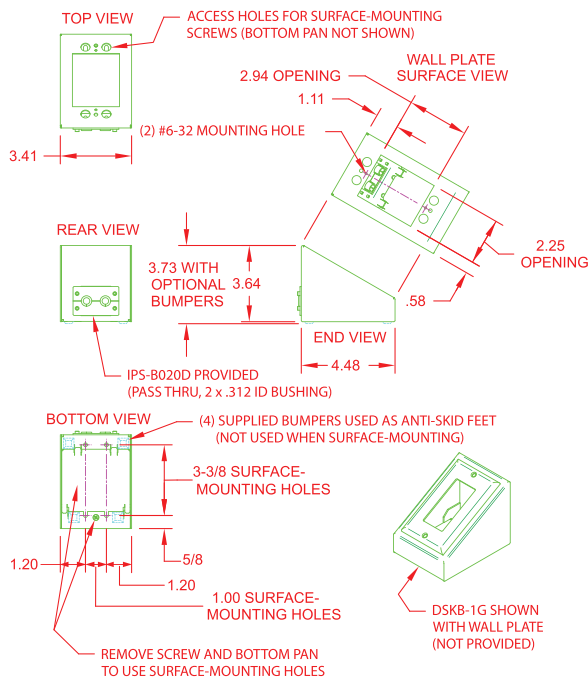 TOP VIEW
ACCESS HOLES FOR SURFACE-MOUNTING
SCREWS (BOTTOM PAN NOT SHOWN)
3.41
WALL PLATE
SURFACE VIEW
2.94 OPENING
1.11
(2) #6-32 MOUNTING HOLE
2.25
OPENING
.58
REAR VIEW
3.73 WITH
OPTIONAL
BUMPERS
3.64
END VIEW
4.48
IPS-B020D PROVIDED
(PASS THRU, 2 x .312 ID BUSHING)
BOTTOM VIEW
(4) SUPPLIED BUMPERS USED AS ANTI-SKID FEET
(NOT USED WHEN SURFACE-MOUNTING)
3-3/8 SURFACE-
MOUNTING HOLES
5/8
1.20
1.20
1.00 SURFACE-
MOUNTING HOLES
REMOVE SCREW AND BOTTOM PAN
TO USE SURFACE-MOUNTING HOLES
DSKB-1G SHOWN
WITH WALL PLATE
(NOT PROVIDED)